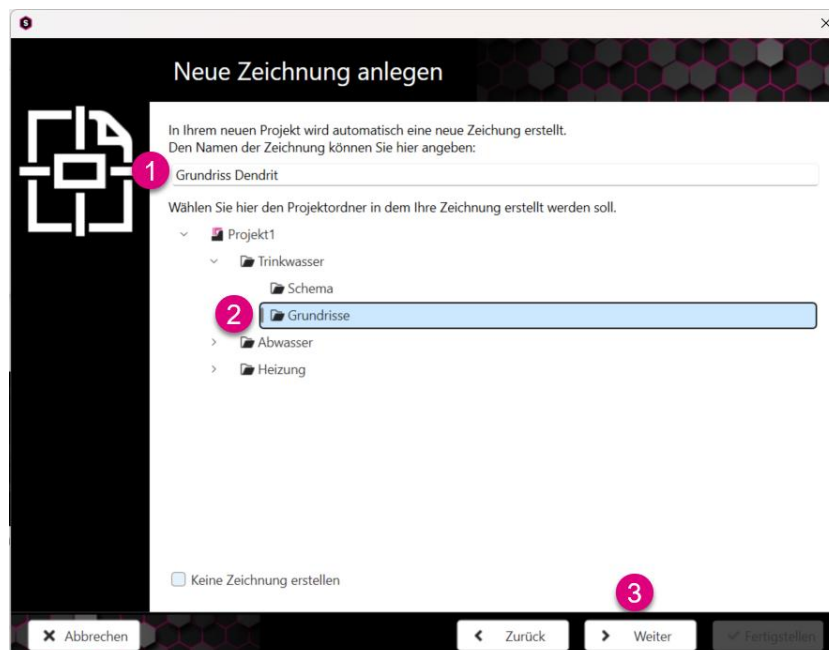 S
Neue Zeichnung anlegen
In Ihrem neuen Projekt wird automatisch eine neue Zeichung erstellt.
Den Namen der Zeichnung können Sie hier angeben:
1
Grundriss Dendrit
Wählen Sie hier den Projektordner in dem Ihre Zeichnung erstellt werden soll.
Projekt1
Trinkwasser
Schema
2 Grundrisse
Abwasser
Heizung
Keine Zeichnung erstellen
3
Abbrechen Zurück Weiter Fertigstellen